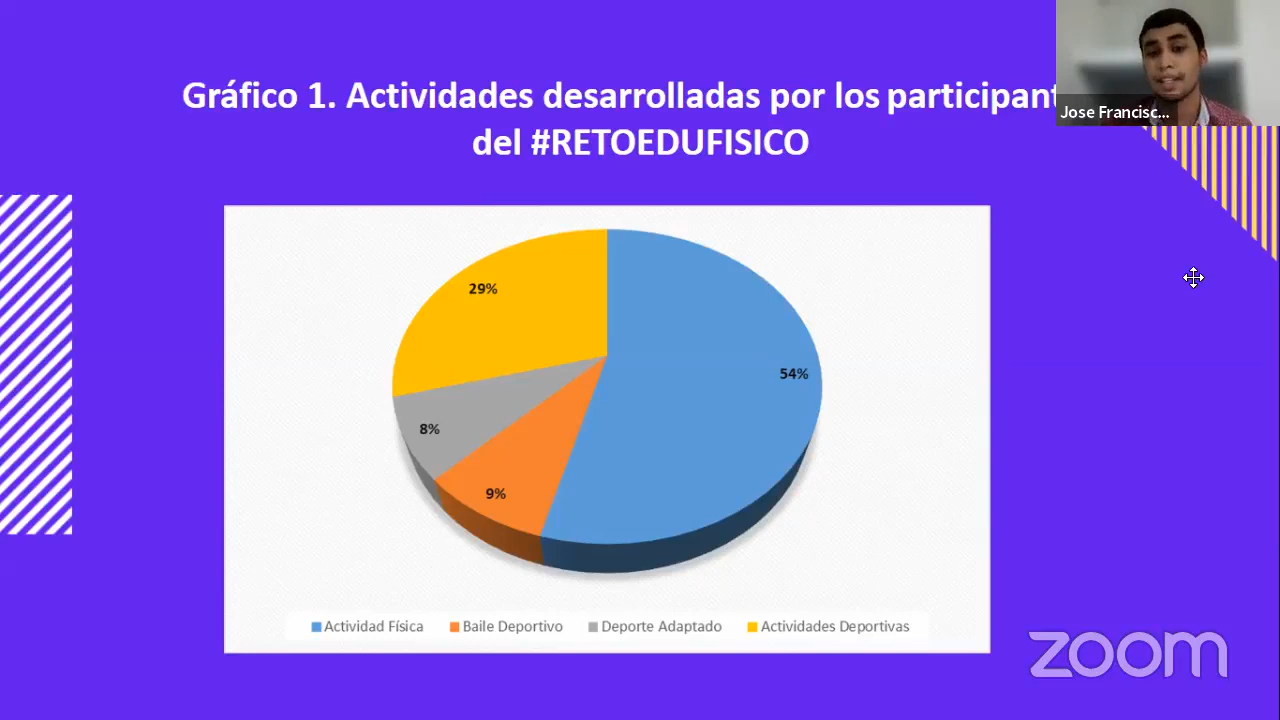 Gráfico 1. Actividades desarrolladas por los participant
del #RETOEDUFISICO
Jose Francisc...
29%
54%
8%
9%
Actividad Física Baile Deportivo Deporte Adaptado Actividades Deportivas
zoom